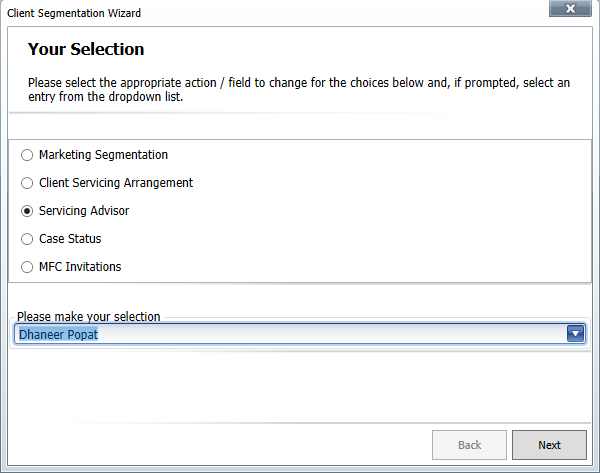 Client Segmentation Wizard
Your Selection
Please select the appropriate action / field to change for the choices below and, if prompted, select an
entry from the dropdown list.
Marketing Segmentation
Client Servicing Arrangement
Servicing Advisor
Case Status
MFC Invitations
Please make your selection
Dhaneer Popat
Back
Next